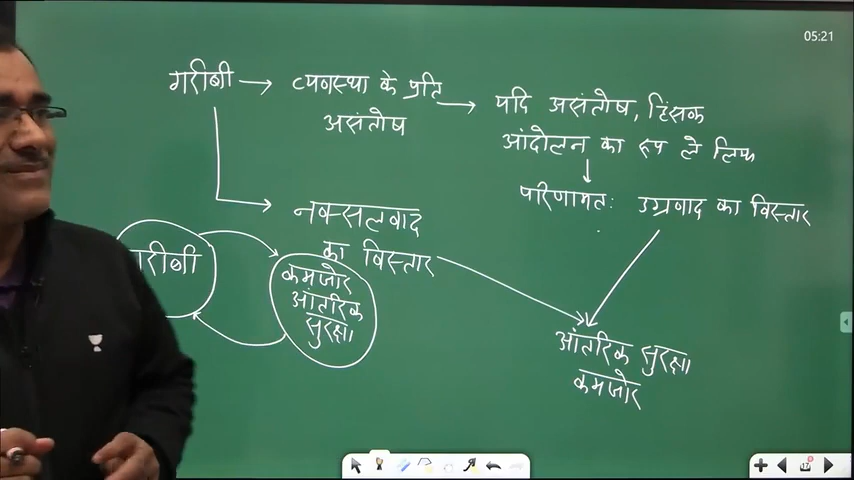 05:21
गरीबी → व्यवस्था के प्रति
असंतोष
→ यदि असंतोष, हिंसक
आंदोलन का रूप ले लिया
परिणामतः उग्रवाद का विस्तार
नक्सलवाद
का विस्तार
गरीबी
कमजोर
आंतरिक
सुरक्षा
आंतरिक सुरक्षा
कमजोर
17